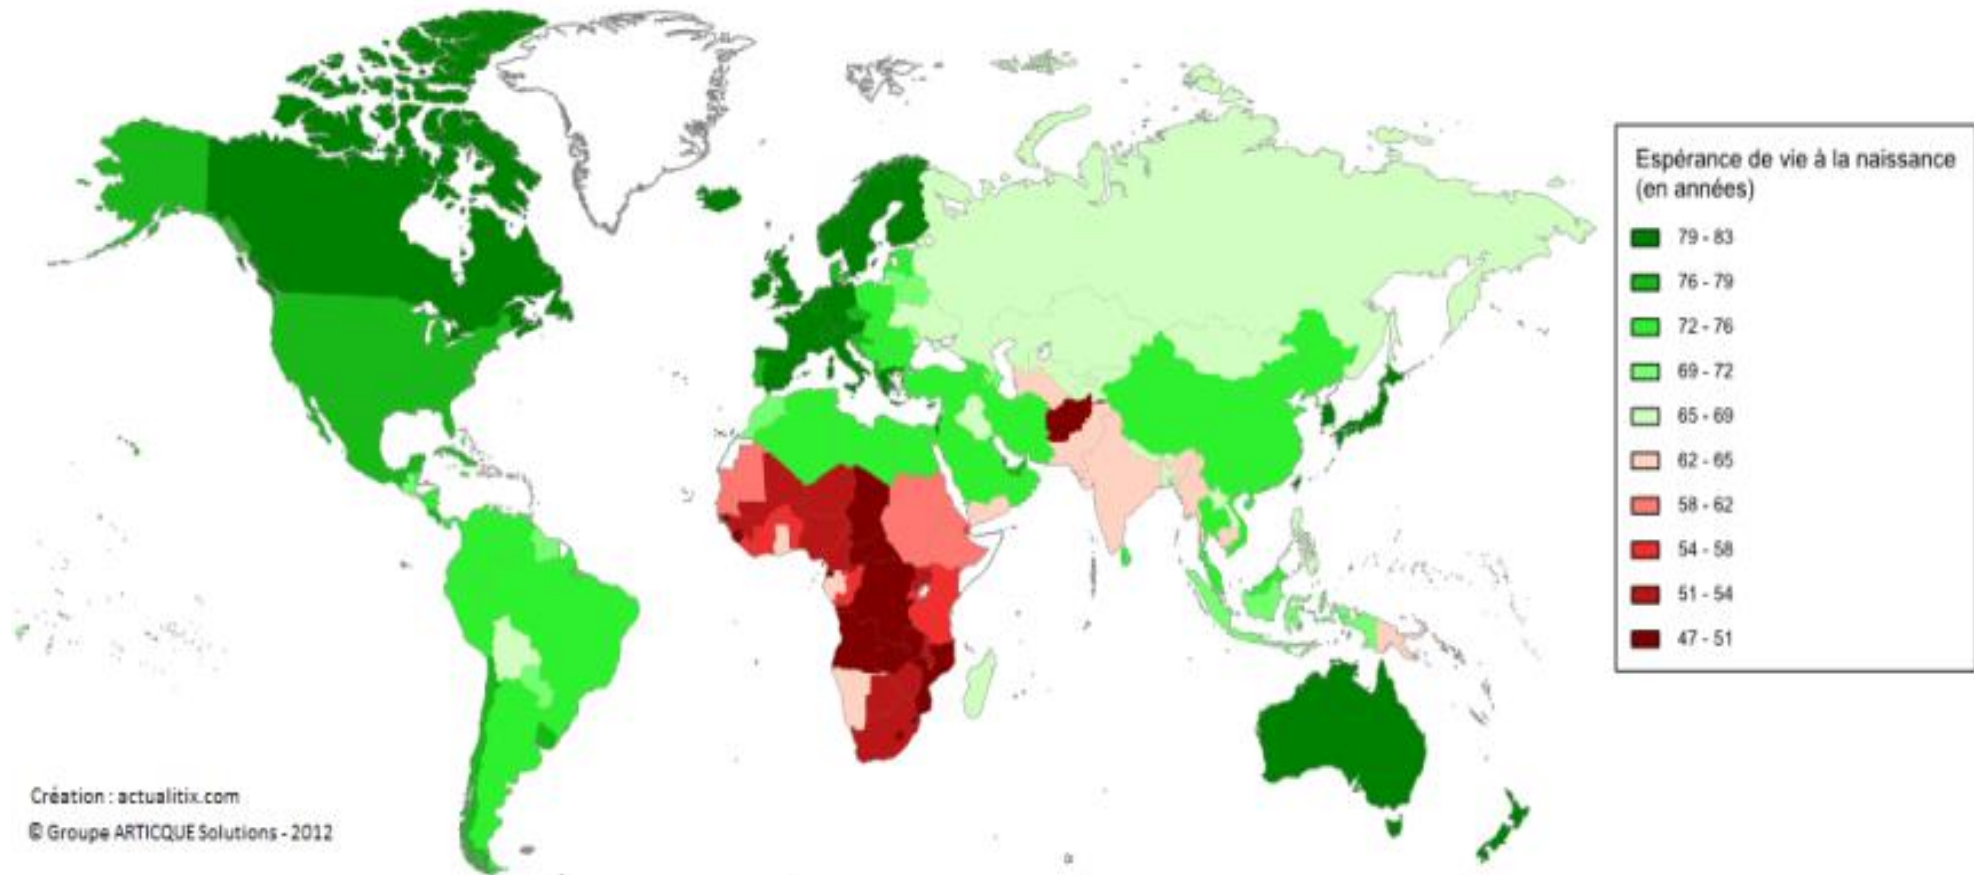 Espérance de vie à la naissance
(en années)
79 - 83
76 - 79
72 - 76
69 - 72
65 - 69
62 - 65
58 - 62
54 - 58
51 - 54
47 - 51
Création : actualitix.com
© Groupe ARTICQUE Solutions - 2012